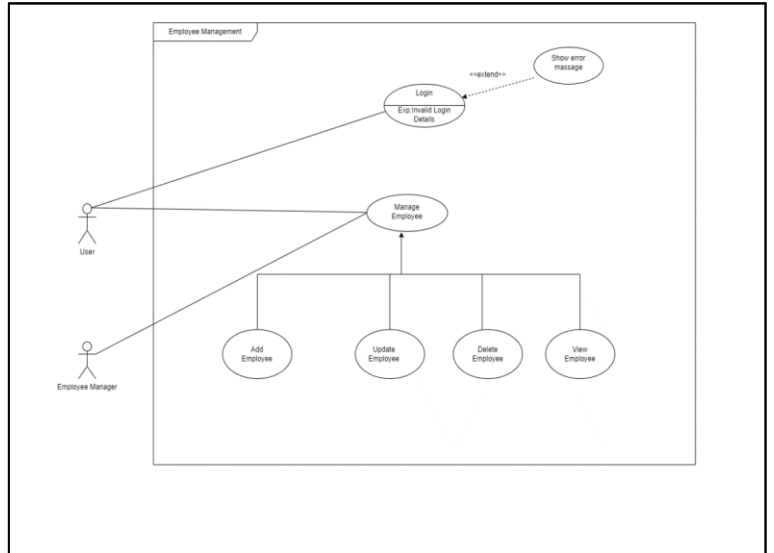 Employee Management
Show error
massage
<<extend>>
Login
Exp:Invalid Login
Details
Manage
Employee
User
Add
Employee
Update
Employee
Delete
Employee
View
Employee
Employee Manager